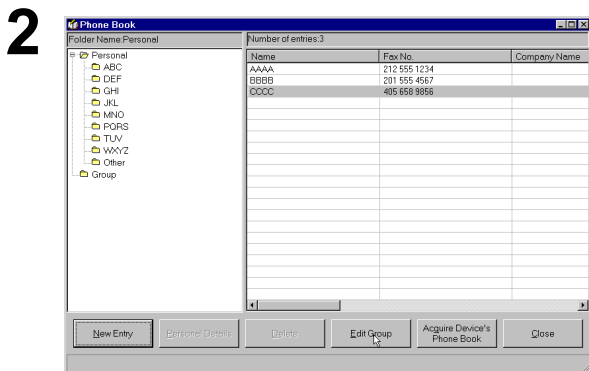 2
Phone Book
Folder Name:Personal
Number of entries:3
Personal
ABC
DEF
GHI
JKL
MNO
PQRS
TUV
WXYZ
Other
Group
Name Fax No. Company Name
AAAA 212 555 1234
BBBB 201 555 4567
CCCC 405 658 9856
New Entry
Personel Details
Delete
Edit Group
Acquire Device's
Phone Book
Close